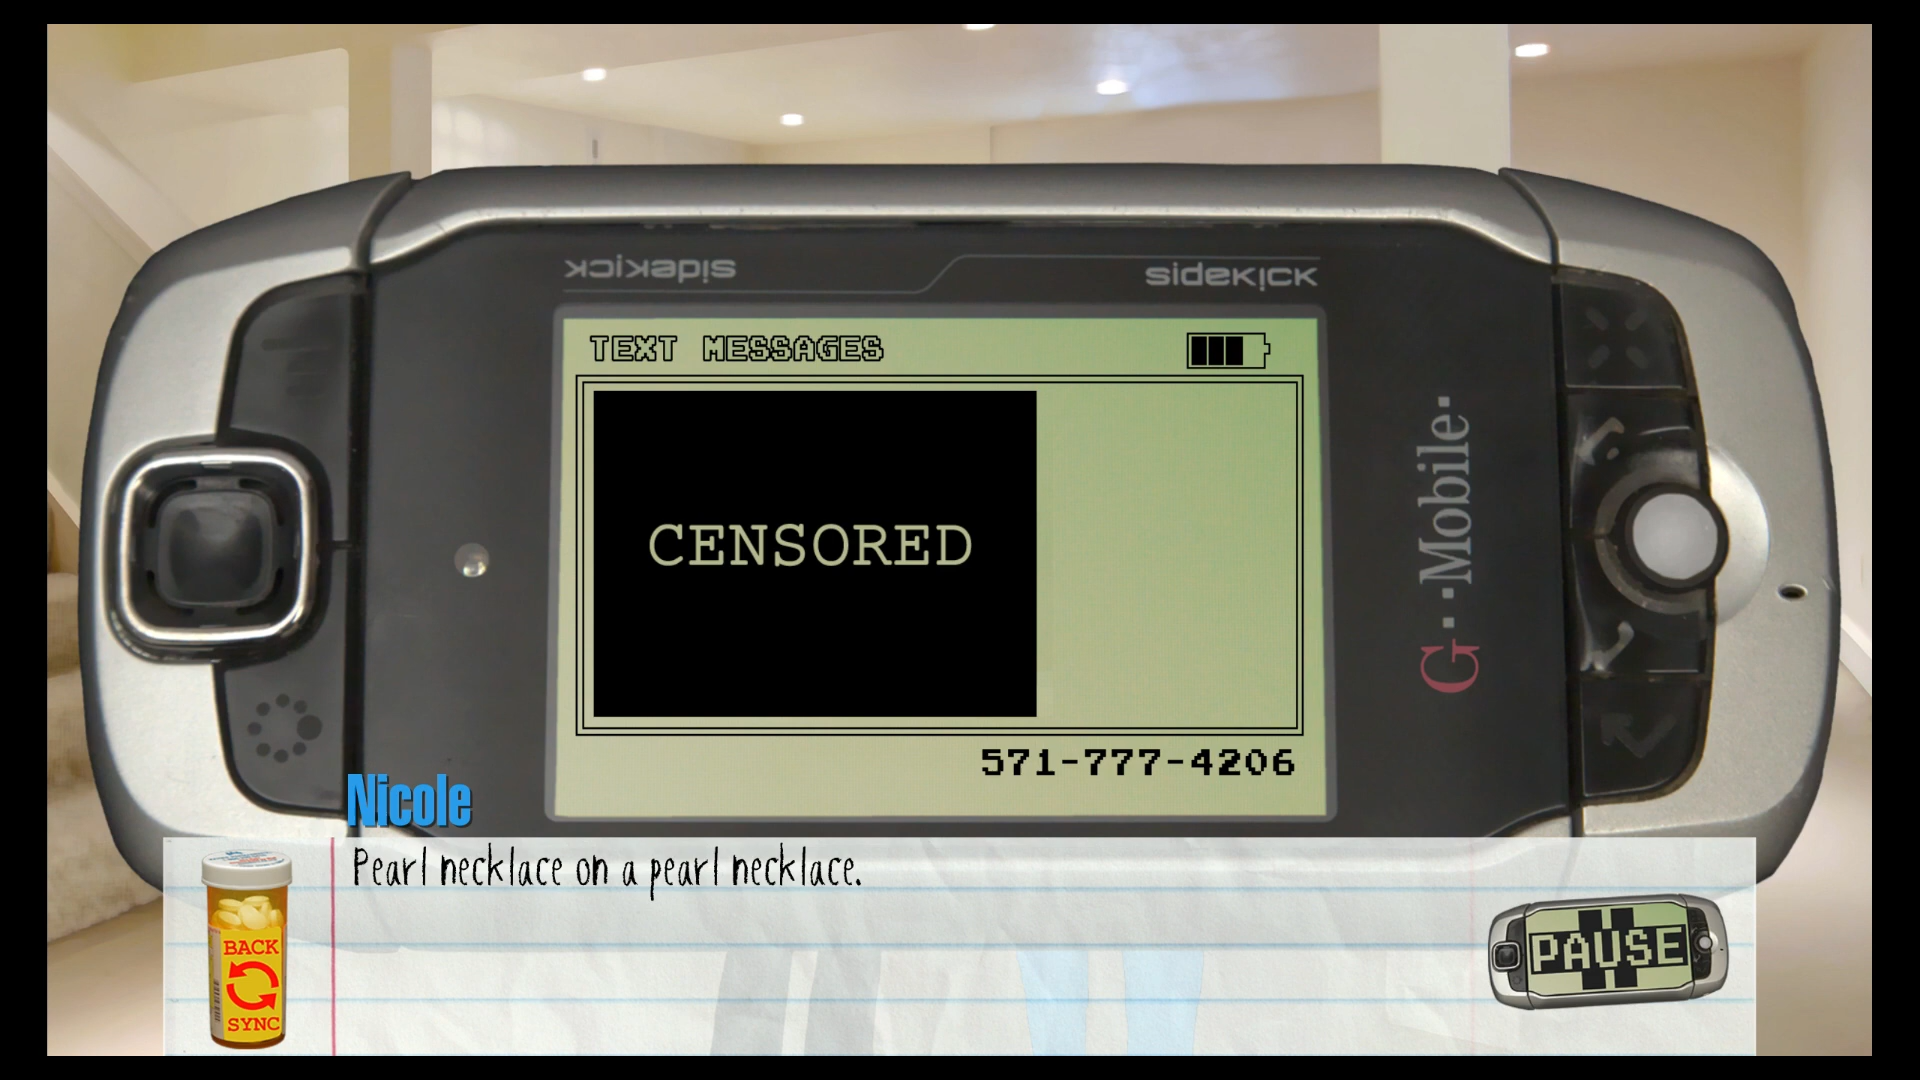 sidekick
sidekick
TEXT MESSAGES
CENSORED
G··Mobile·
571-777-4206
Nicole
Pearl necklace on a pearl necklace.
BACK
SYNC
PAUSE